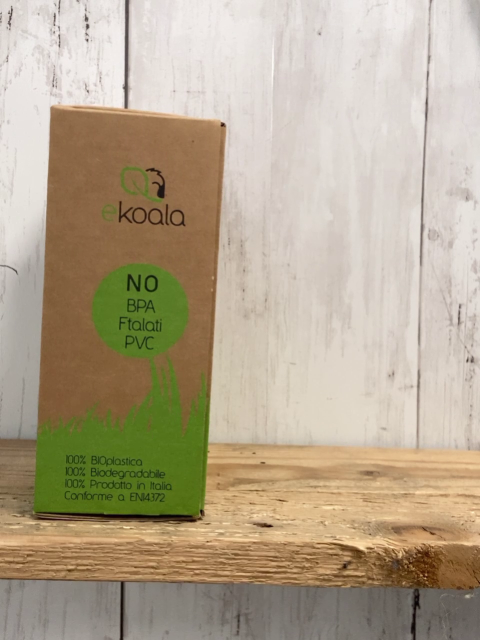 ekoala
NO
BPA
Ftalati
PVC
100% BIOplastica
100% Biodegradabile
100% Prodotto in Italia
Conforme a EN14372